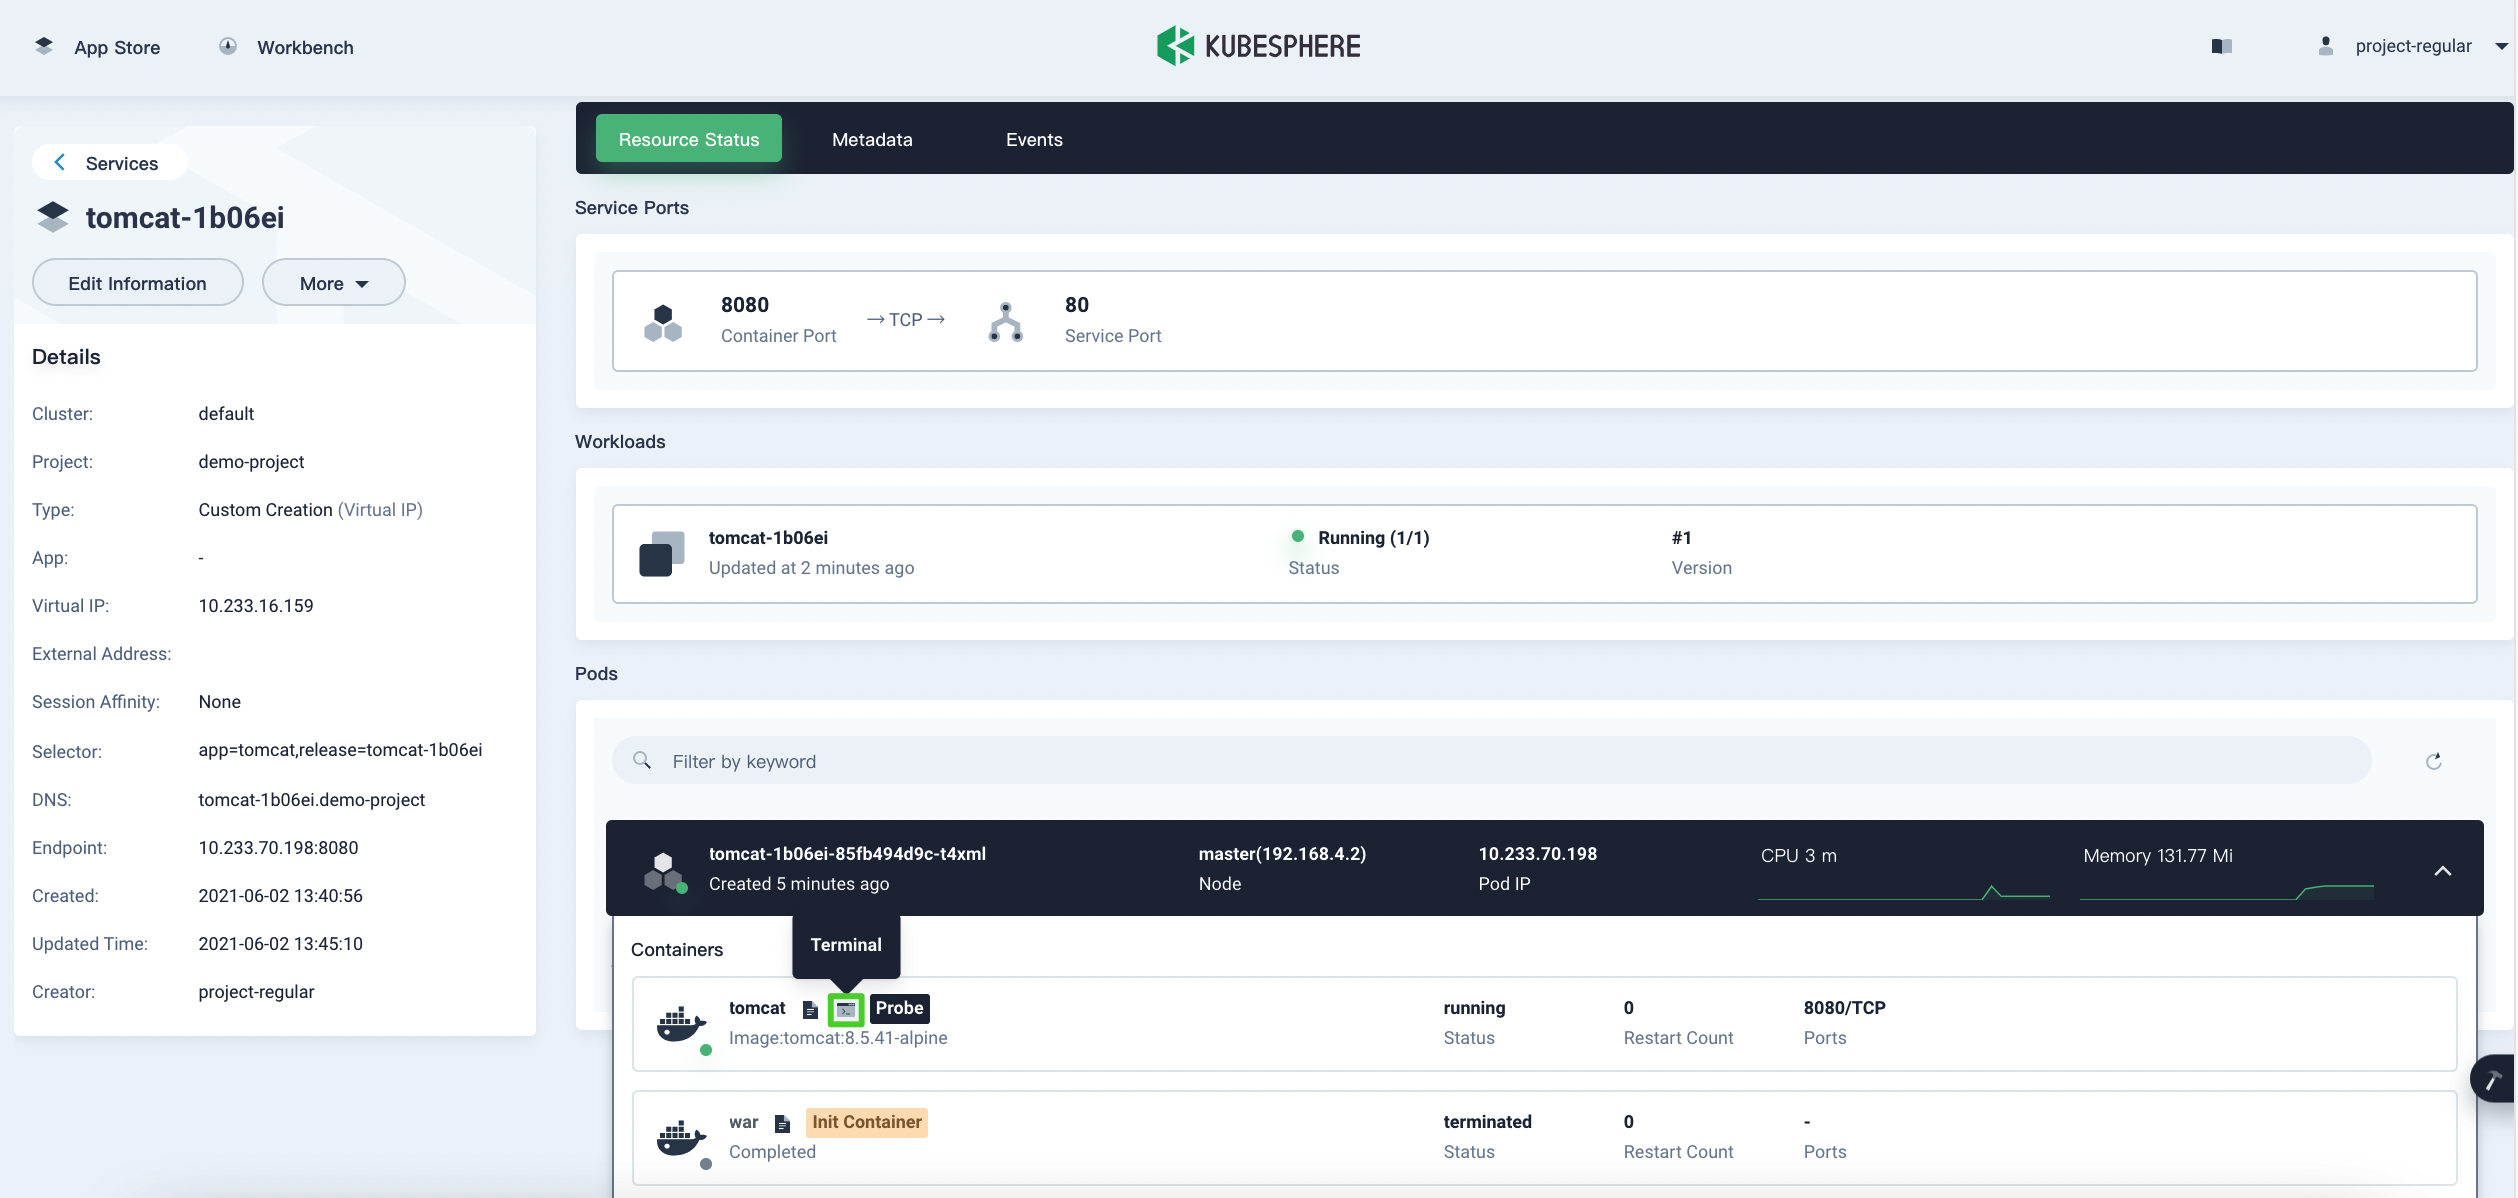 App Store
Workbench
KUBESPHERE
project-regular
Services
tomcat-1b06ei
Edit Information
More
Details
Cluster: default
Project: demo-project
Type: Custom Creation (Virtual IP)
App: -
Virtual IP: 10.233.16.159
External Address:
Session Affinity: None
Selector: app=tomcat,release=tomcat-1b06ei
DNS: tomcat-1b06ei.demo-project
Endpoint: 10.233.70.198:8080
Created: 2021-06-02 13:40:56
Updated Time: 2021-06-02 13:45:10
Creator: project-regular
Resource Status
Metadata
Events
Service Ports
8080 → TCP → 80
Container Port Service Port
Workloads
tomcat-1b06ei Running (1/1) #1
Updated at 2 minutes ago Status Version
Pods
Filter by keyword
tomcat-1b06ei-85fb494d9c-t4xml master(192.168.4.2) 10.233.70.198 CPU 3 m Memory 131.77 Mi
Created 5 minutes ago Node Pod IP
Terminal
Containers
tomcat Probe running 0 8080/TCP
Image:tomcat:8.5.41-alpine Status Restart Count Ports
war Init Container terminated 0 -
Completed Status Restart Count Ports